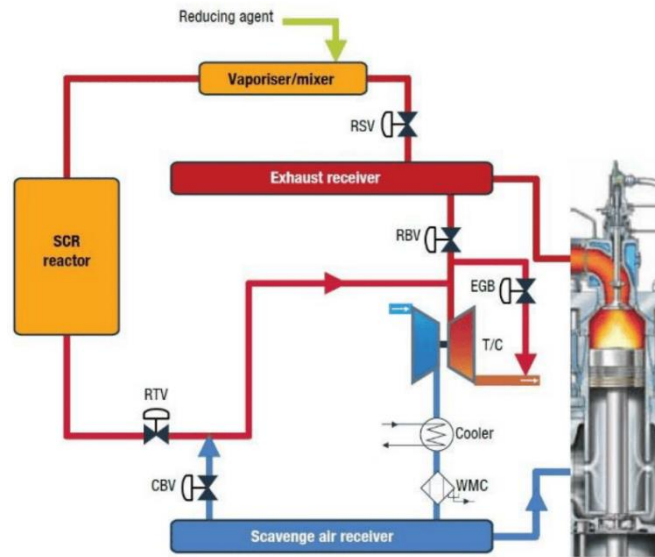 Reducing agent
Vaporiser/mixer
RSV
Exhaust receiver
SCR
reactor
RBV
EGB
T/C
RTV
Cooler
CBV
WMC
Scavenge air receiver